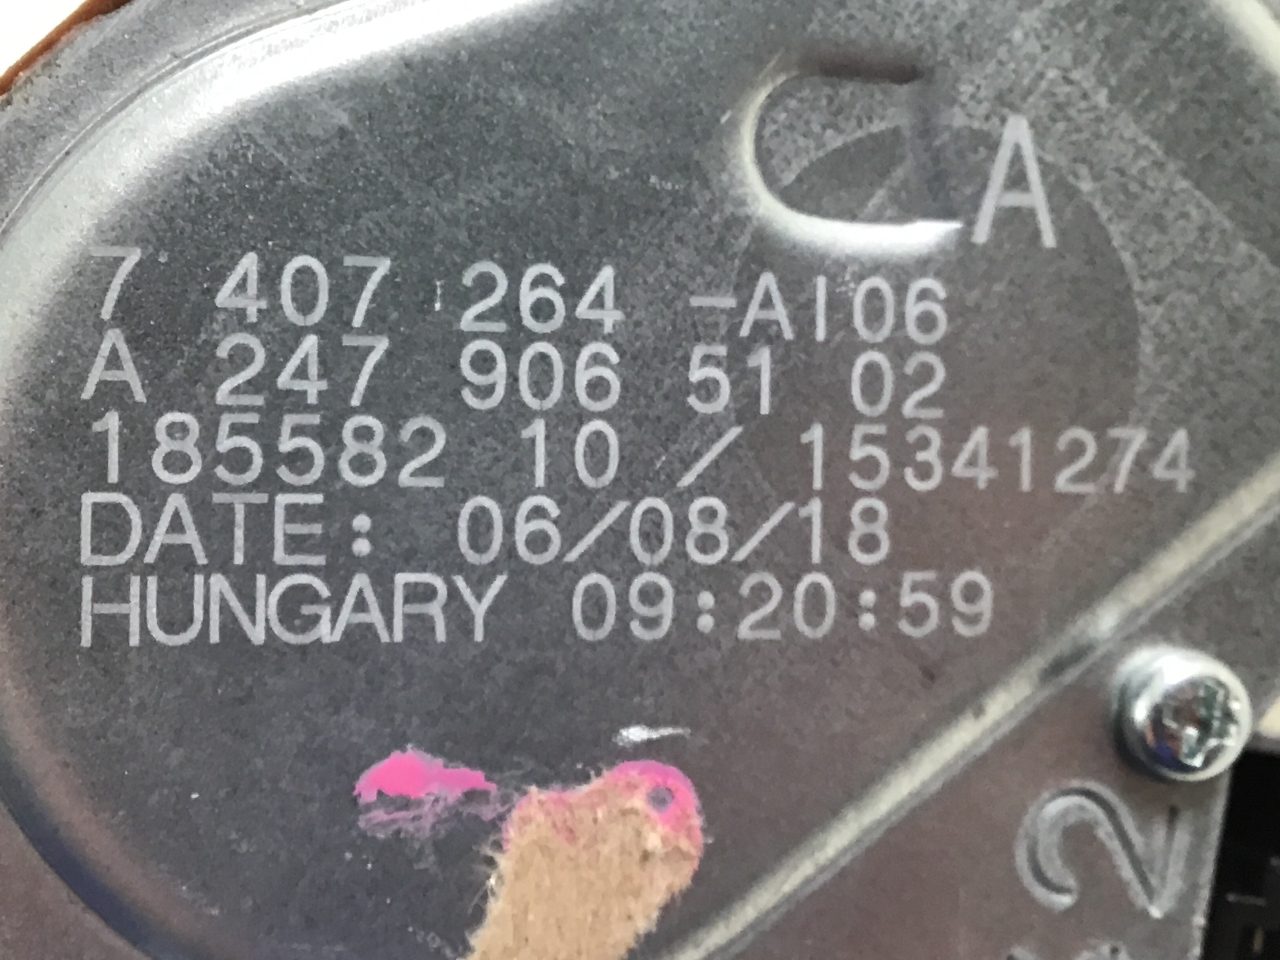 A
7 407 264 -AI06
A 247 906 51 02
185582 10 / 15341274
DATE: 06/08/18
HUNGARY 09:20:59
2